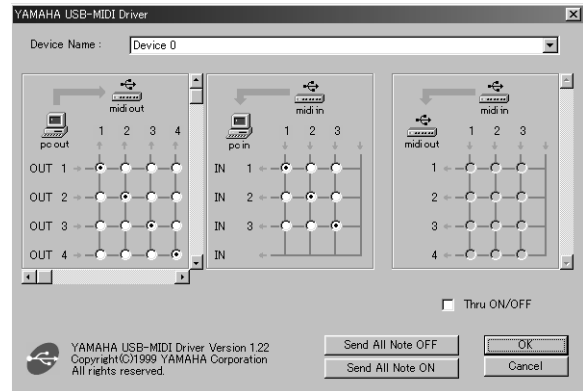 YAMAHA USB-MIDI Driver
Device Name : Device 0
midi out
pc out 1 2 3 4
OUT 1
OUT 2
OUT 3
OUT 4
midi in
pc in 1 2 3
IN 1
IN 2
IN 3
IN
midi in
midi out 1 2 3
1
2
3
4
Thru ON/OFF
YAMAHA USB-MIDI Driver Version 1.22
Copyright(C)1999 YAMAHA Corporation
All rights reserved.
Send All Note OFF
Send All Note ON
OK
Cancel